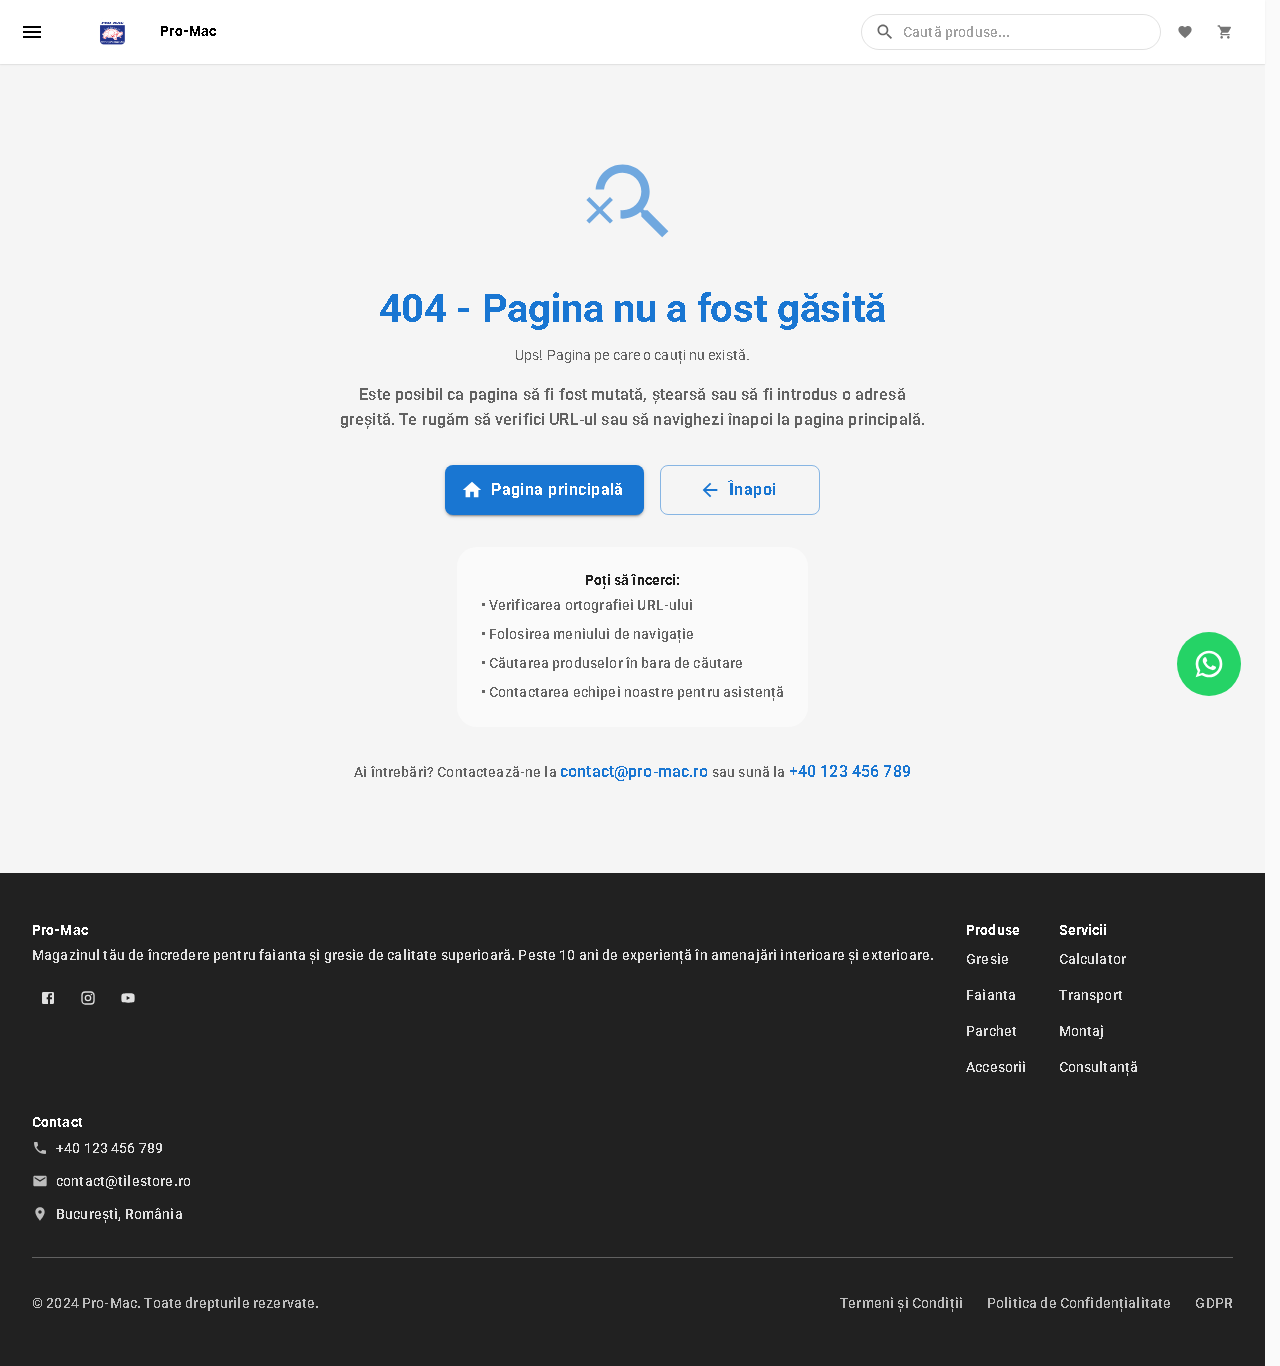 Pro-Mac
Caută produse...
404 - Pagina nu a fost găsită
Ups! Pagina pe care o cauți nu există.
Este posibil ca pagina să fi fost mutată, ștearsă sau să fi introdus o adresă
greșită. Te rugăm să verifici URL-ul sau să navighezi înapoi la pagina principală.
Pagina principală
Înapoi
Poți să încerci:
• Verificarea ortografiei URL-ului
• Folosirea meniului de navigație
• Căutarea produselor în bara de căutare
• Contactarea echipei noastre pentru asistență
Ai întrebări? Contactează-ne la contact@pro-mac.ro sau sună la +40 123 456 789
Pro-Mac
Magazinul tău de încredere pentru faianta și gresie de calitate superioară. Peste 10 ani de experiență în amenajări interioare și exterioare.
Produse
Gresie
Faianta
Parchet
Accesorii
Servicii
Calculator
Transport
Montaj
Consultanță
Contact
+40 123 456 789
contact@tilestore.ro
București, România
© 2024 Pro-Mac. Toate drepturile rezervate.
Termeni și Condiții
Politica de Confidențialitate
GDPR